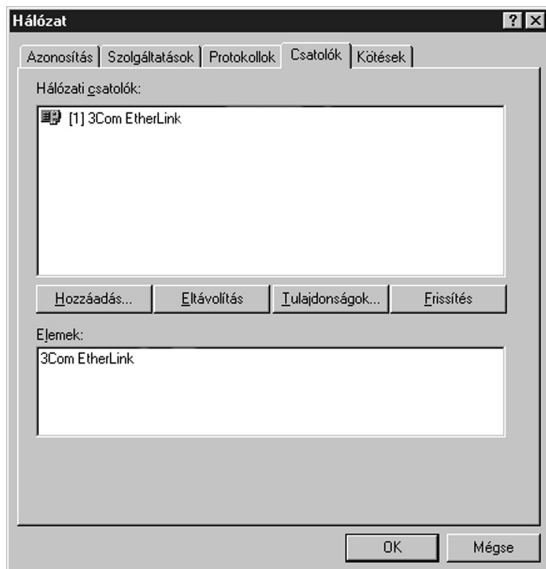 Hálózat
Azonosítás Szolgáltatások Protokollok Csatolók Kötések
Hálózati csatolók:
[1] 3Com EtherLink
Hozzáadás... Eltávolítás Tulajdonságok... Frissítés
Elemek:
3Com EtherLink
OK Mégse